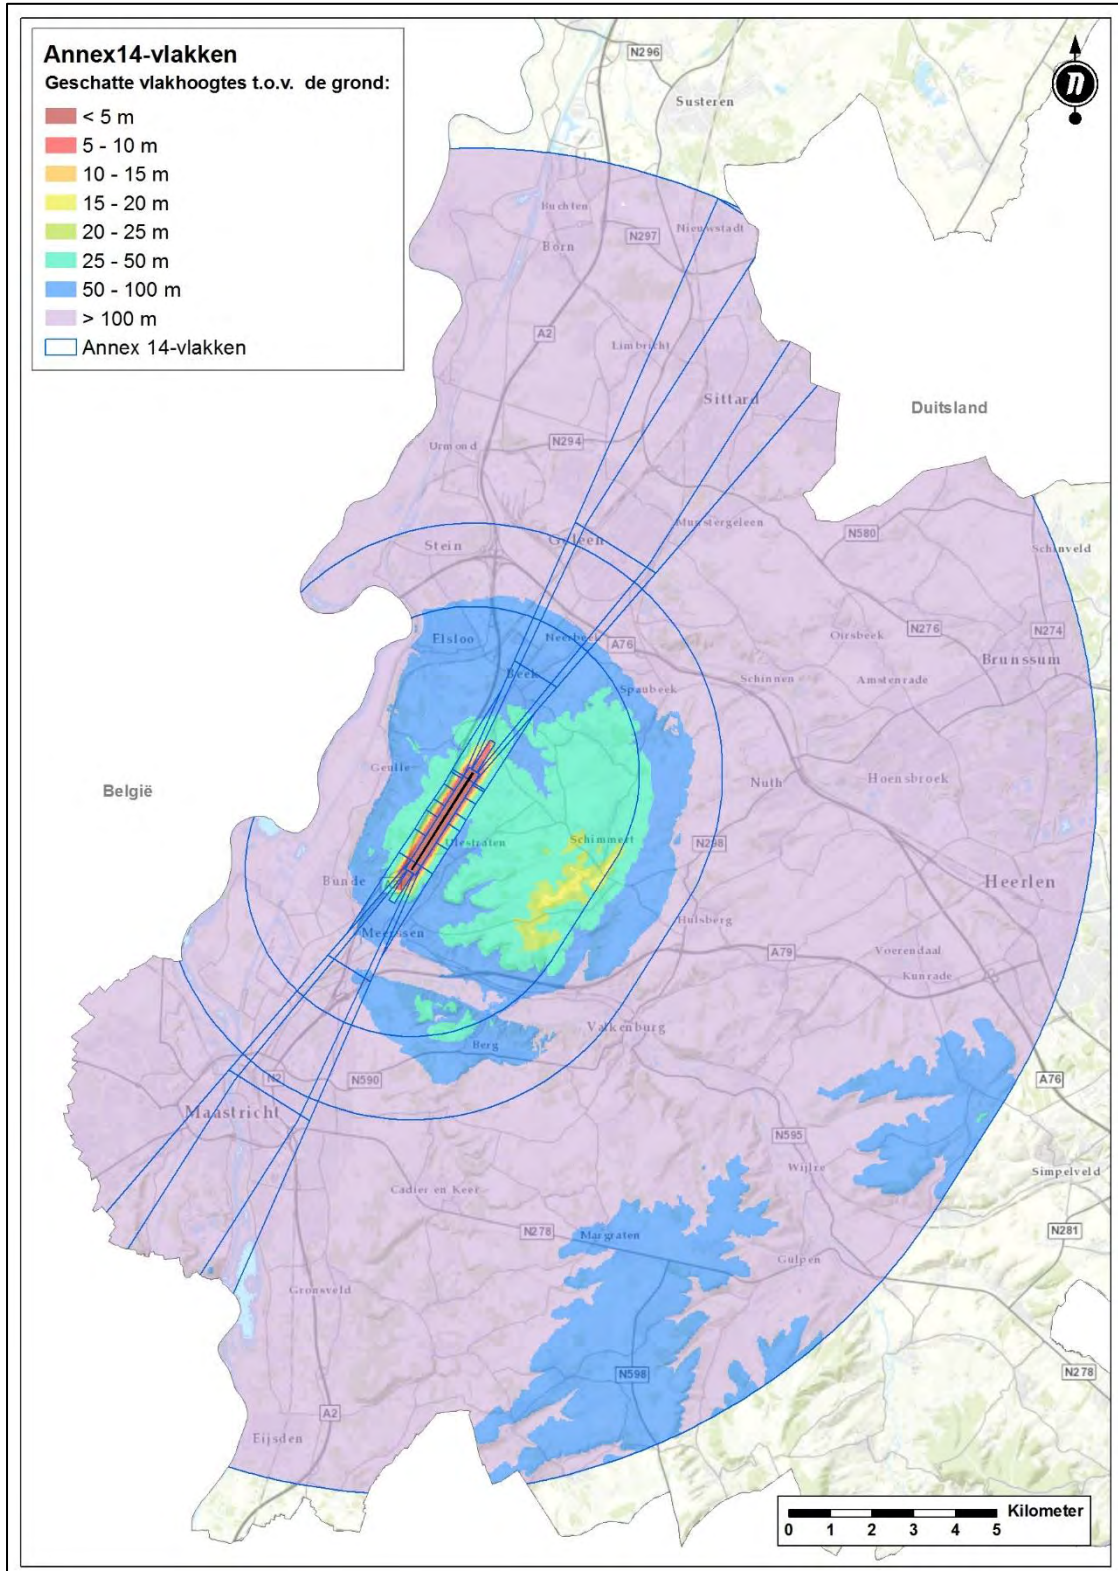 Annex14-vlakken
Geschatte vlakhoogtes t.o.v. de grond:
< 5 m
5 - 10 m
10 - 15 m
15 - 20 m
20 - 25 m
25 - 50 m
50 - 100 m
> 100 m
Annex 14-vlakken
N296
Susteren
Buchten
Nieuwstadt
N297
Born
A2
Limbricht
Sittard
Duitsland
Urmond
N294
Munstergeleen
N580
Stein
Geleen
Schinveld
Elsloo
Neerbeek
A76
Oirsbeek
N276
N274
Brunssum
Beek
Spaubeek
Schinnen
Amstenrade
Geulle
België
Nuth
Hoensbroek
Ulestraten
Schimmert
N298
Bunde
Heerlen
Meerssen
Hulsberg
A79
Voerendaal
Kunrade
Valkenburg
Berg
N2
N590
A76
Maastricht
N595
Wijlre
Simpelveld
Cadier en Keer
N278
Margraten
N281
Gulpen
Gronsveld
N598
N278
A2
Eijsden
Kilometer
0 1 2 3 4 5